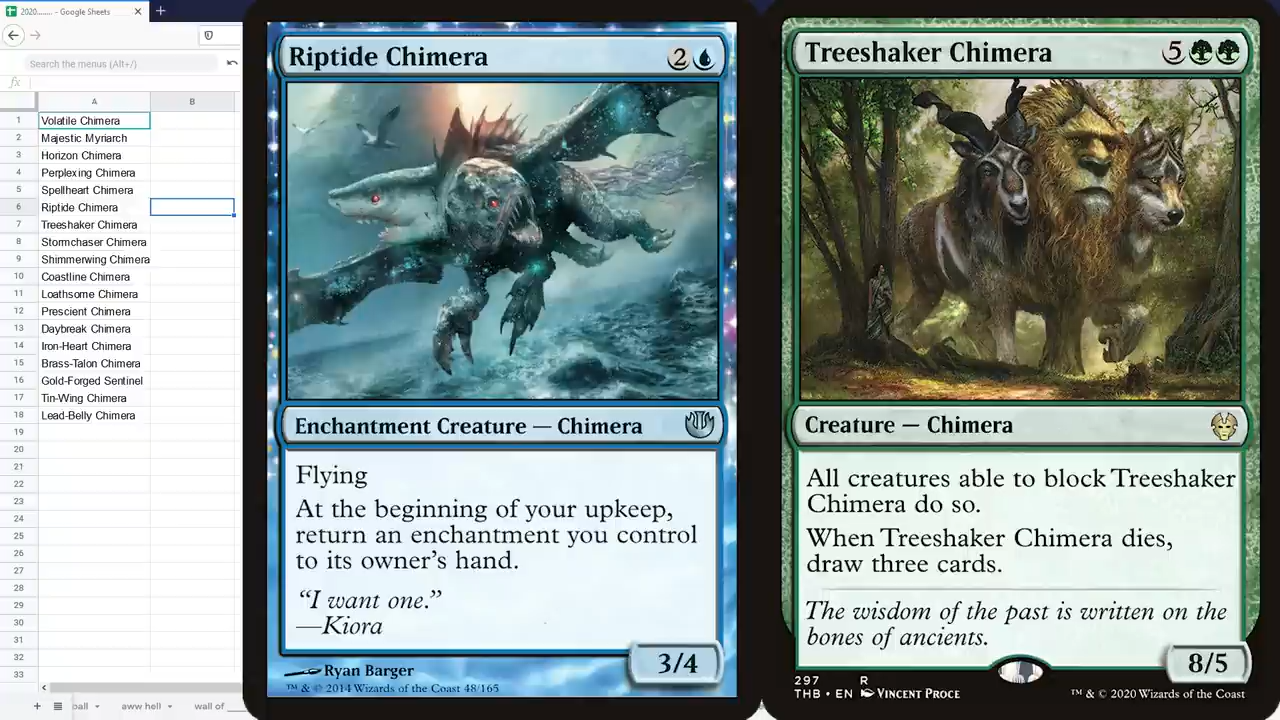 2020........ - Google Sheets
Search the menus (Alt+/)
fx
A B
1 Volatile Chimera
2 Majestic Myriarch
3 Horizon Chimera
4 Perplexing Chimera
5 Spellheart Chimera
6 Riptide Chimera
7 Treeshaker Chimera
8 Stormchaser Chimera
9 Shimmerwing Chimera
10 Coastline Chimera
11 Loathsome Chimera
12 Prescient Chimera
13 Daybreak Chimera
14 Iron-Heart Chimera
15 Brass-Talon Chimera
16 Gold-Forged Sentinel
17 Tin-Wing Chimera
18 Lead-Belly Chimera
19
20
21
22
23
24
25
26
27
28
29
30
31
32
33
aww hell
wall of ___
Riptide Chimera 2
Enchantment Creature — Chimera
Flying
At the beginning of your upkeep,
return an enchantment you control
to its owner's hand.
“I want one.”
—Kiora
3/4
Ryan Barger
™ & © 2014 Wizards of the Coast 48/165
Treeshaker Chimera 5
Creature — Chimera
All creatures able to block Treeshaker
Chimera do so.
When Treeshaker Chimera dies,
draw three cards.
The wisdom of the past is written on the
bones of ancients.
8/5
297 R
THB • EN Vincent Proce
™ & © 2020 Wizards of the Coast